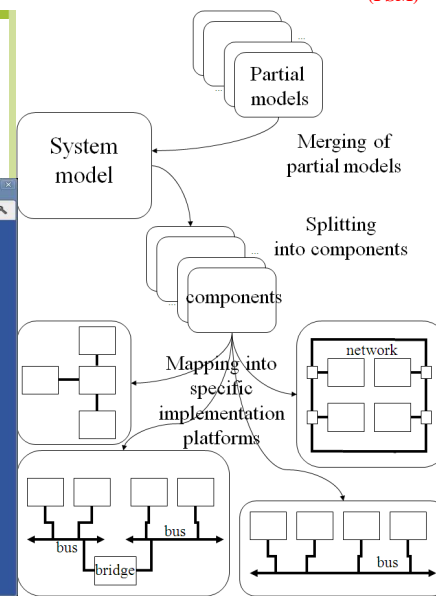 Partial
models
System
model
Merging of
partial models
Splitting
into components
components
Mapping into
specific
implementation
platforms
network
bus
bus
bridge
bus